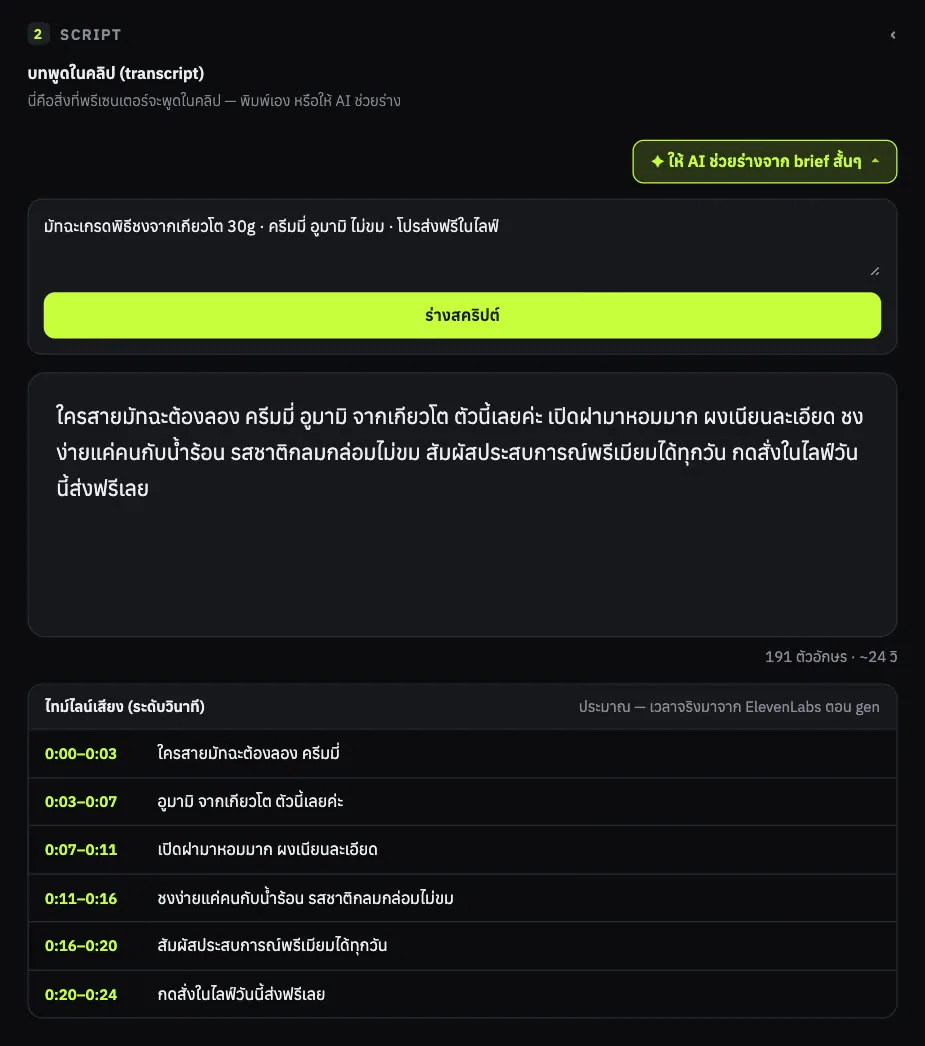 2 SCRIPT
บทพูดในคลิป (transcript)
นี่คือสิ่งที่พรีเซนเตอร์จะพูดในคลิป — พิมพ์เอง หรือให้ AI ช่วยร่าง
✦ ให้ AI ช่วยร่างจาก brief สั้นๆ
มัทฉะเกรดพิธีชงจากเกียวโต 30g · ครีมมี่ อูมามิ ไม่ขม · โปรส่งฟรีในไลฟ์
ร่างสคริปต์
ใครสายมัทฉะต้องลอง ครีมมี่ อูมามิ จากเกียวโต ตัวนี้เลยค่ะ เปิดฝามาหอมมาก ผงเนียนละเอียด ชง
ง่ายแค่คนกับน้ำร้อน รสชาติกลมกล่อมไม่ขม สัมผัสประสบการณ์พรีเมียมได้ทุกวัน กดสั่งในไลฟ์วัน
นี้ส่งฟรีเลย
191 ตัวอักษร · ~24 วิ
ไทม์ไลน์เสียง (ระดับวินาที) ประมาณ — เวลาจริงมาจาก ElevenLabs ตอน gen
0:00–0:03 ใครสายมัทฉะต้องลอง ครีมมี่
0:03–0:07 อูมามิ จากเกียวโต ตัวนี้เลยค่ะ
0:07–0:11 เปิดฝามาหอมมาก ผงเนียนละเอียด
0:11–0:16 ชงง่ายแค่คนกับน้ำร้อน รสชาติกลมกล่อมไม่ขม
0:16–0:20 สัมผัสประสบการณ์พรีเมียมได้ทุกวัน
0:20–0:24 กดสั่งในไลฟ์วันนี้ส่งฟรีเลย